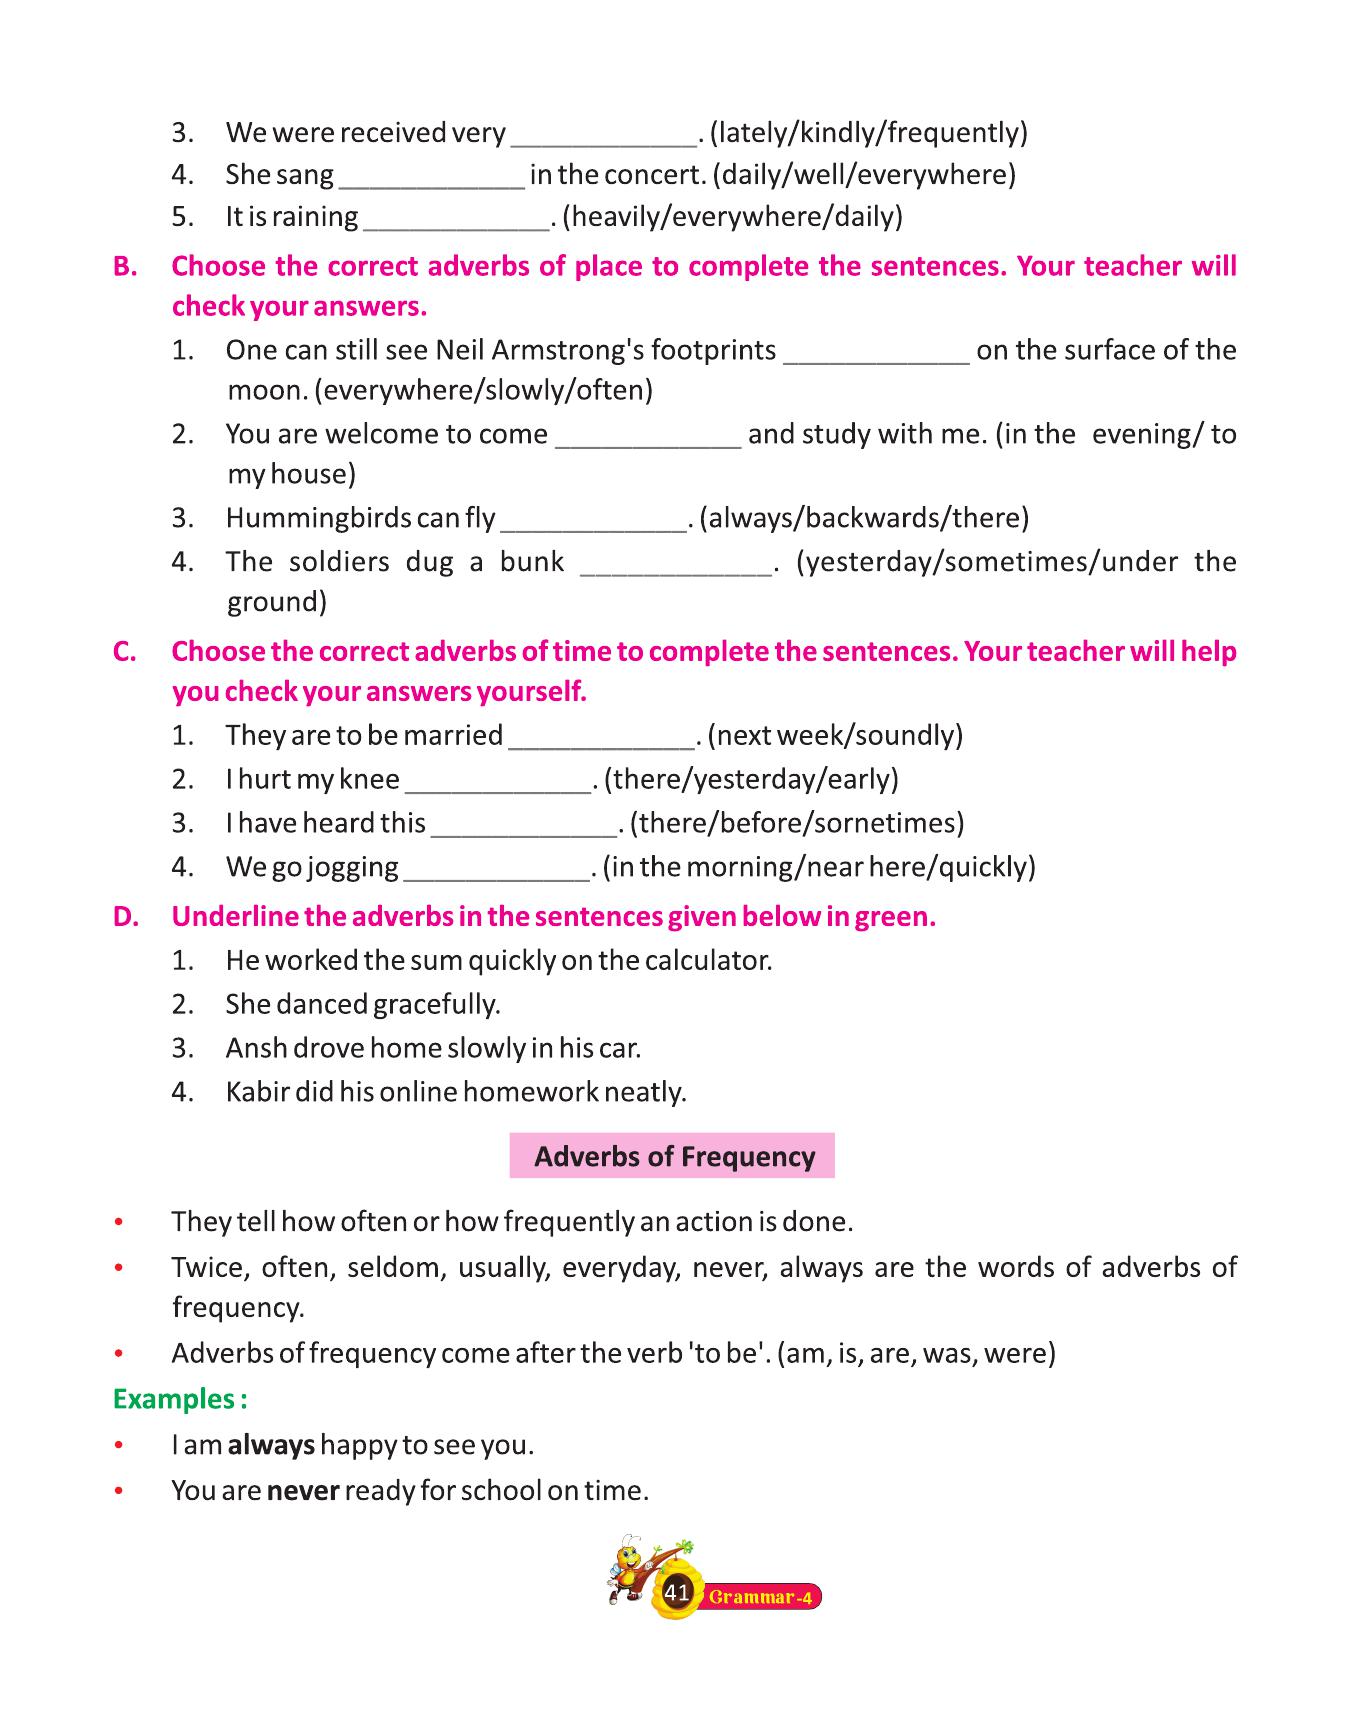 3. We were received very ____________. (lately/kindly/frequently)
4. She sang ____________ in the concert. (daily/well/everywhere)
5. It is raining ____________. (heavily/everywhere/daily)
B. Choose the correct adverbs of place to complete the sentences. Your teacher will
check your answers.
1. One can still see Neil Armstrong's footprints ____________ on the surface of the
moon. (everywhere/slowly/often)
2. You are welcome to come ____________ and study with me. (in the evening/ to
my house)
3. Hummingbirds can fly ____________. (always/backwards/there)
4. The soldiers dug a bunk ____________. (yesterday/sometimes/under the
ground)
C. Choose the correct adverbs of time to complete the sentences. Your teacher will help
you check your answers yourself.
1. They are to be married ____________. (next week/soundly)
2. I hurt my knee ____________. (there/yesterday/early)
3. I have heard this ____________. (there/before/sornetimes)
4. We go jogging ____________. (in the morning/near here/quickly)
D. Underline the adverbs in the sentences given below in green.
1. He worked the sum quickly on the calculator.
2. She danced gracefully.
3. Ansh drove home slowly in his car.
4. Kabir did his online homework neatly.
Adverbs of Frequency
• They tell how often or how frequently an action is done.
• Twice, often, seldom, usually, everyday, never, always are the words of adverbs of
frequency.
• Adverbs of frequency come after the verb 'to be'. (am, is, are, was, were)
Examples :
• I am always happy to see you.
• You are never ready for school on time.
41 Grammar-4